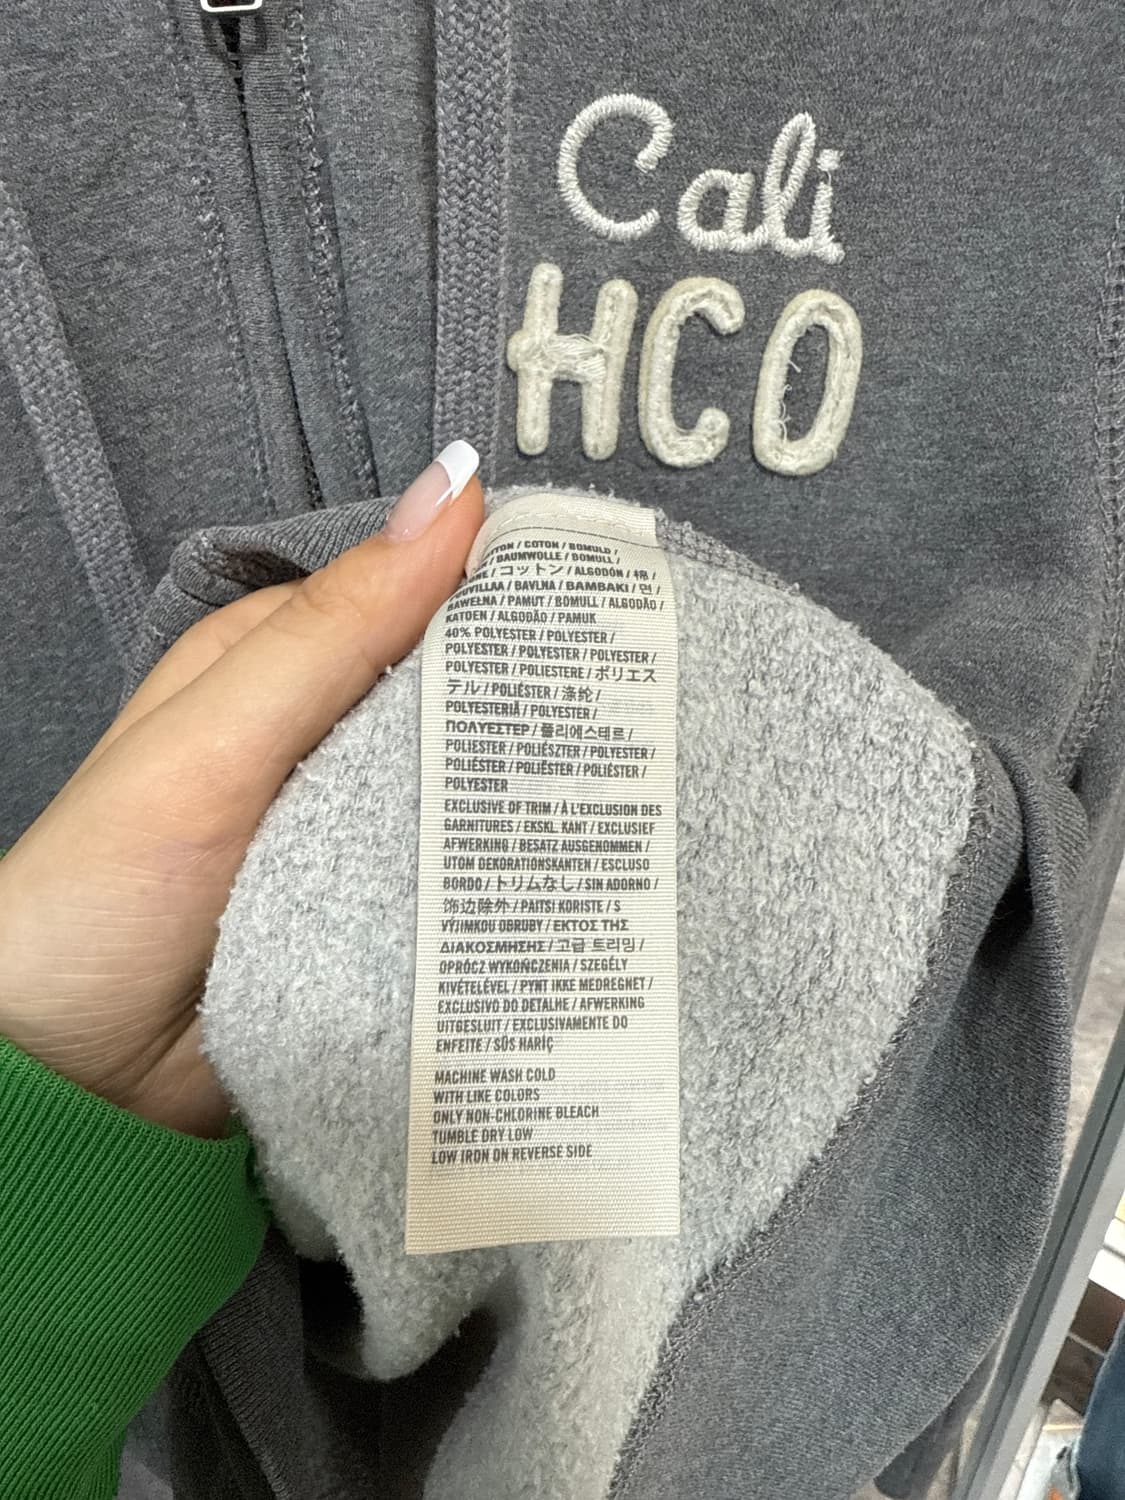 Cali
HCO
/ COTON / BOMULD /
/ BAUMWOLLE / BOMULL /
/ コットン / ALGODÓN / 棉 /
/ BAVLNA / BAMBAKI / 면 /
BAWEŁNA / PAMUT / BOMULL / ALGODÃO /
KATOEN / ALGODÃO / PAMUK
40% POLYESTER / POLYESTER /
POLYESTER / POLYESTER / POLYESTER /
POLYESTER / POLIESTERE / ポリエス
テル / POLIÉSTER / 涤纶 /
POLYESTERIÄ / POLYESTER /
ΠΟΛΥΕΣΤΕΡ / 폴리에스테르 /
POLIESTER / POLIÉSZTER / POLYESTER /
POLIÉSTER / POLIËSTER / POLIÉSTER /
POLYESTER
EXCLUSIVE OF TRIM / À L'EXCLUSION DES
GARNITURES / EKSKL. KANT / EXCLUSIEF
AFWERKING / BESATZ AUSGENOMMEN /
UTOM DEKORATIONSKANTEN / ESCLUSO
BORDO / トリムなし / SIN ADORNO /
饰边除外 / PAITSI KORISTE / S
VÝJIMKOU OBRUBY / ΕΚΤΟΣ ΤΗΣ
ΔΙΑΚΟΣΜΗΣΗΣ / 고급 트리밍 /
OPRÓCZ WYKOŃCZENIA / SZEGÉLY
KIVÉTELÉVEL / PYNT IKKE MEDREGNET /
EXCLUSIVO DO DETALHE / AFWERKING
UITGESLUIT / EXCLUSIVAMENTE DO
ENFEITE / SÜS HARİÇ
MACHINE WASH COLD
WITH LIKE COLORS
ONLY NON-CHLORINE BLEACH
TUMBLE DRY LOW
LOW IRON ON REVERSE SIDE